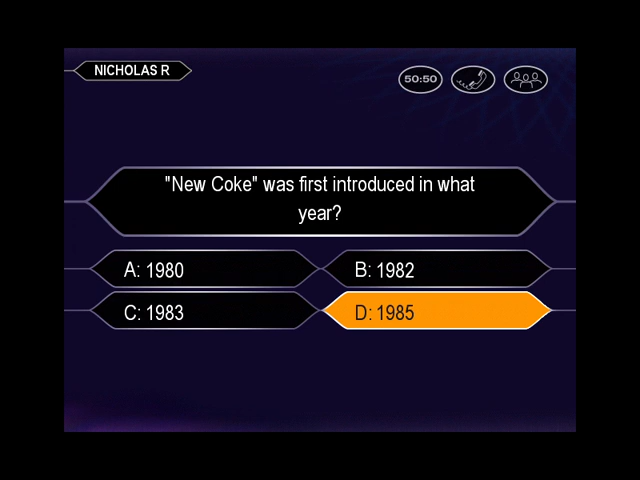 NICHOLAS R
50:50
"New Coke" was first introduced in what
year?
A: 1980
B: 1982
C: 1983
D: 1985